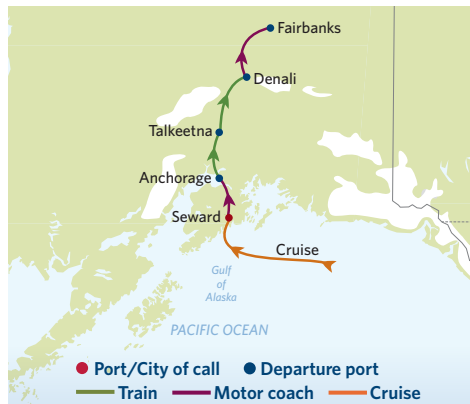 Fairbanks
Denali
Talkeetna
Anchorage
Seward
Cruise
Gulf
of
Alaska
PACIFIC OCEAN
Port/City of call Departure port
Train Motor coach Cruise